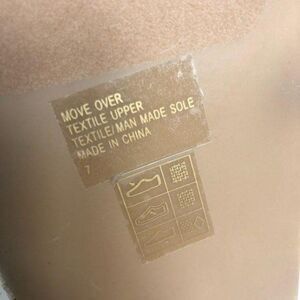 MOVE OVER
TEXTILE UPPER
TEXTILE/MAN MADE SOLE
MADE IN CHINA
7